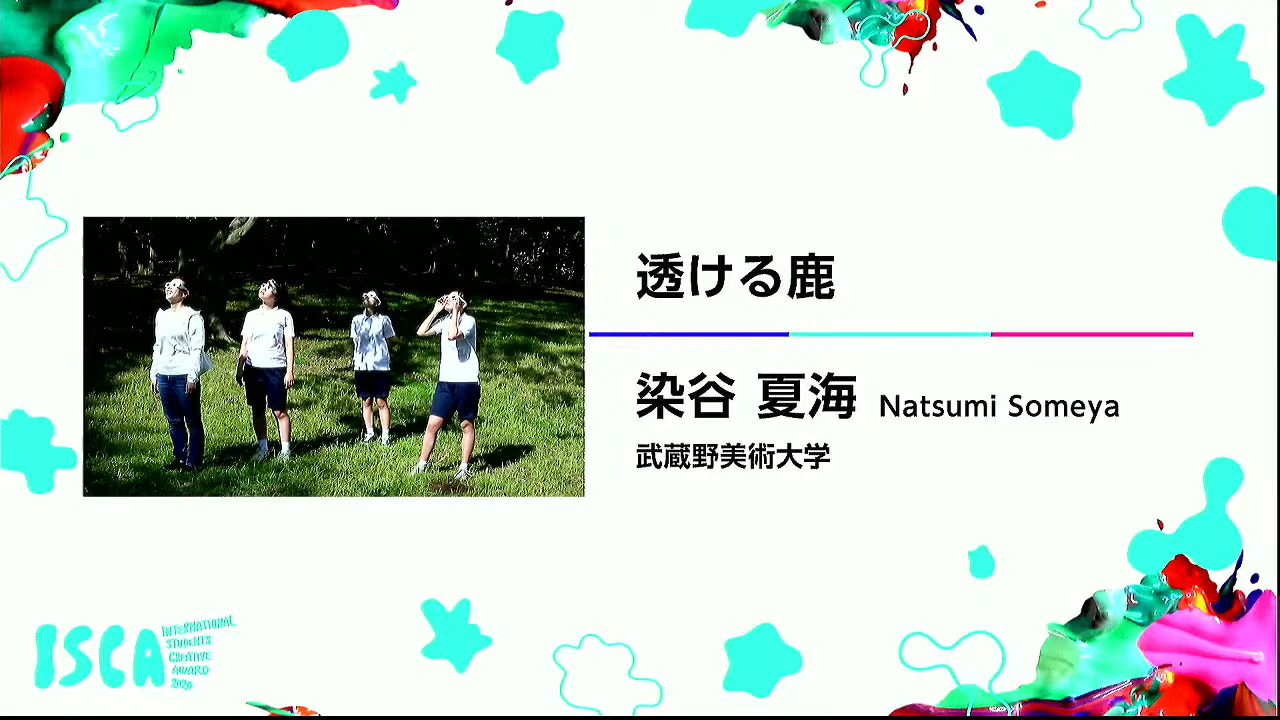 透ける鹿
染谷 夏海 Natsumi Someya
武蔵野美術大学
ISCA
INTERNATIONAL
STUDENTS
CREATIVE
AWARD
2020